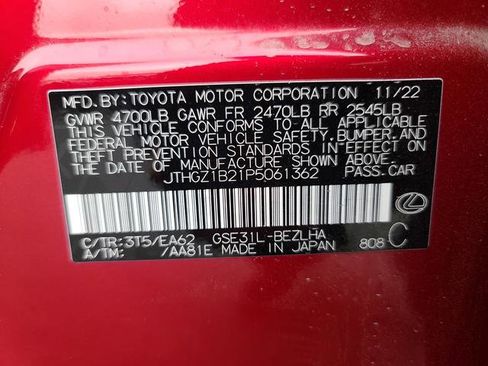 MFD.BY: TOYOTA MOTOR CORPORATION 11/22
GVWR 4700LB GAWR FR 2470LB RR 2545LB
THIS VEHICLE CONFORMS TO ALL APPLICABLE
FEDERAL MOTOR VEHICLE SAFETY, BUMPER, AND
THEFT PREVENTION STANDARDS IN EFFECT ON
THE DATE OF MANUFACTURE SHOWN ABOVE.
JTHGZ1B21P5061362 PASS.CAR
C/TR:3T5/EA62 GSE31L-BEZLHA
A/TM: /AA81E MADE IN JAPAN 808 C